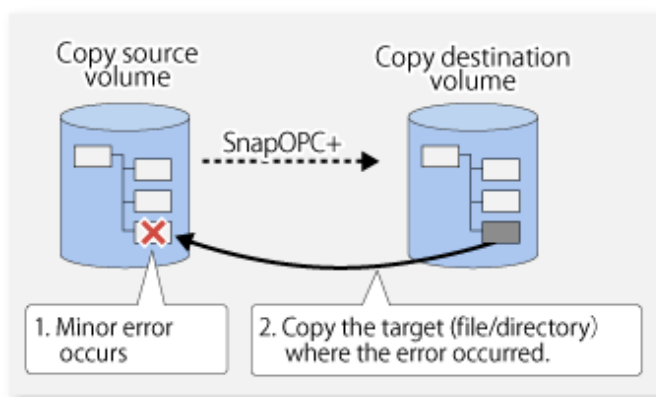 Copy source
volume
Copy destination
volume
SnapOPC+
1. Minor error
occurs
2. Copy the target (file/directory)
where the error occurred.